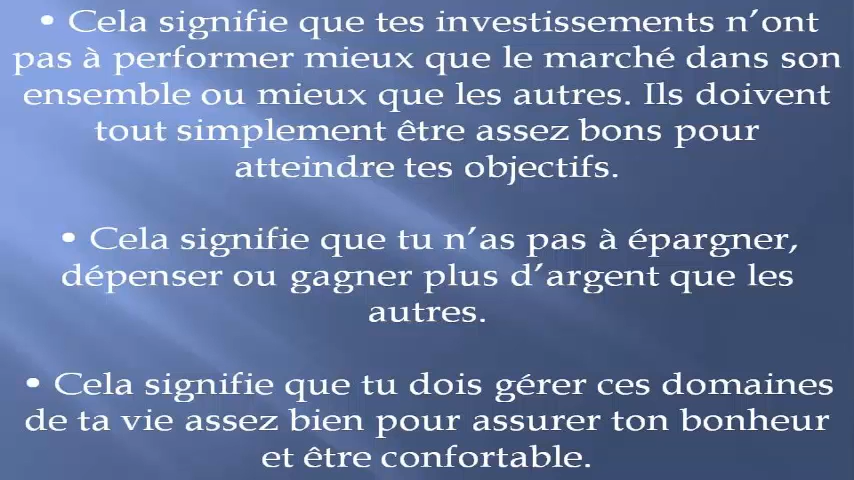 • Cela signifie que tes investissements n’ont
pas à performer mieux que le marché dans son
ensemble ou mieux que les autres. Ils doivent
tout simplement être assez bons pour
atteindre tes objectifs.
• Cela signifie que tu n’as pas à épargner,
dépenser ou gagner plus d’argent que les
autres.
• Cela signifie que tu dois gérer ces domaines
de ta vie assez bien pour assurer ton bonheur
et être confortable.